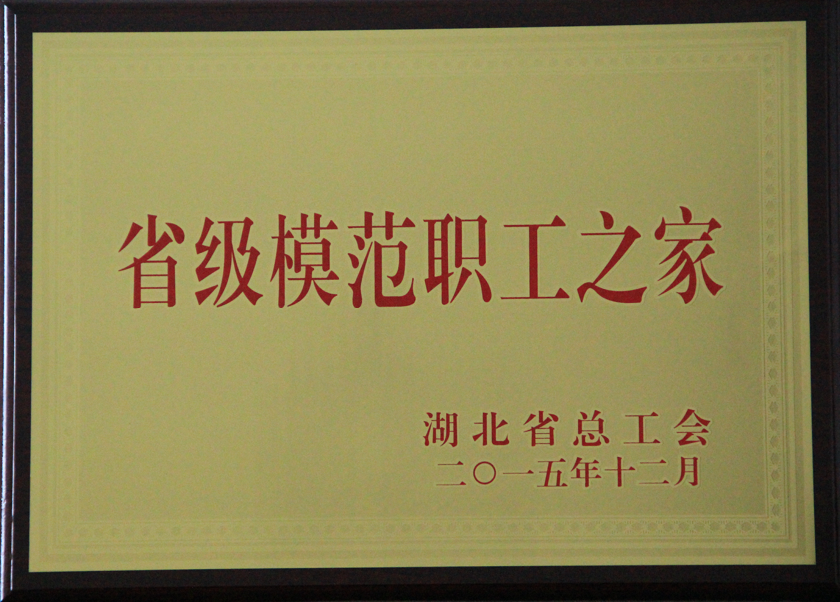 省级模范职工之家
湖北省总工会
二〇一五年十二月